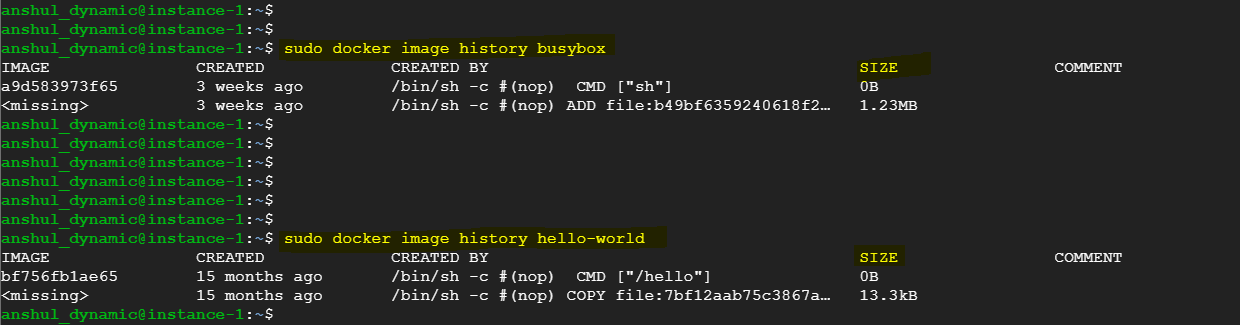 anshul_dynamic@instance-1:~$
anshul_dynamic@instance-1:~$
anshul_dynamic@instance-1:~$ sudo docker image history busybox
IMAGE CREATED CREATED BY SIZE COMMENT
a9d583973f65 3 weeks ago /bin/sh -c #(nop) CMD ["sh"] 0B
<missing> 3 weeks ago /bin/sh -c #(nop) ADD file:b49bf6359240618f2… 1.23MB
anshul_dynamic@instance-1:~$
anshul_dynamic@instance-1:~$
anshul_dynamic@instance-1:~$
anshul_dynamic@instance-1:~$
anshul_dynamic@instance-1:~$
anshul_dynamic@instance-1:~$
anshul_dynamic@instance-1:~$ sudo docker image history hello-world
IMAGE CREATED CREATED BY SIZE COMMENT
bf756fb1ae65 15 months ago /bin/sh -c #(nop) CMD ["/hello"] 0B
<missing> 15 months ago /bin/sh -c #(nop) COPY file:7bf12aab75c3867a… 13.3kB
anshul_dynamic@instance-1:~$